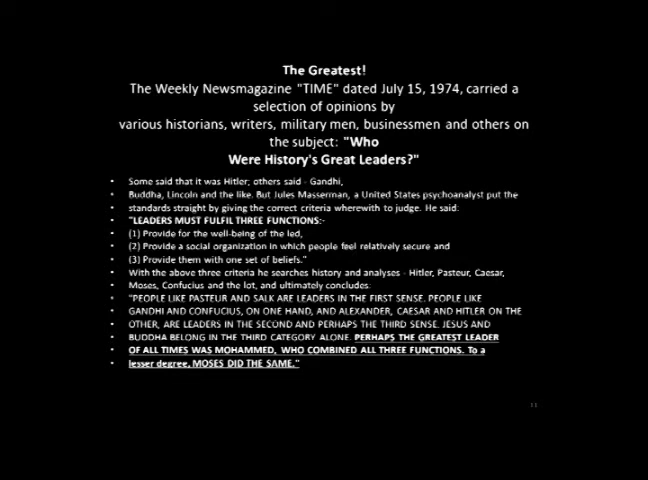 The Greatest!
The Weekly Newsmagazine "TIME" dated July 15, 1974, carried a
selection of opinions by
various historians, writers, military men, businessmen and others on
the subject: "Who
Were History's Great Leaders?"
• Some said that it was Hitler; others said - Gandhi,
• Buddha, Lincoln and the like. But Jules Masserman, a United States psychoanalyst put the
• standards straight by giving the correct criteria wherewith to judge. He said:
• "LEADERS MUST FULFIL THREE FUNCTIONS:-
• (1) Provide for the well-being of the led,
• (2) Provide a social organization in which people feel relatively secure and
• (3) Provide them with one set of beliefs."
• With the above three criteria he searches history and analyses - Hitler, Pasteur, Caesar,
• Moses, Confucius and the lot, and ultimately concludes:
• "PEOPLE LIKE PASTEUR AND SALK ARE LEADERS IN THE FIRST SENSE. PEOPLE LIKE
• GANDHI AND CONFUCIUS, ON ONE HAND, AND ALEXANDER, CAESAR AND HITLER ON THE
• OTHER, ARE LEADERS IN THE SECOND AND PERHAPS THE THIRD SENSE. JESUS AND
• BUDDHA BELONG IN THE THIRD CATEGORY ALONE. PERHAPS THE GREATEST LEADER
• OF ALL TIMES WAS MOHAMMED, WHO COMBINED ALL THREE FUNCTIONS. To a
• lesser degree, MOSES DID THE SAME."